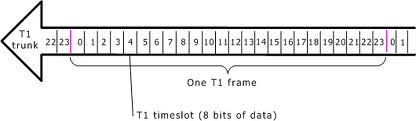 T1
trunk
22 23 0 1 2 3 4 5 6 7 8 9 10 11 12 13 14 15 16 17 18 19 20 21 22 23 0 1
One T1 frame
T1 timeslot (8 bits of data)